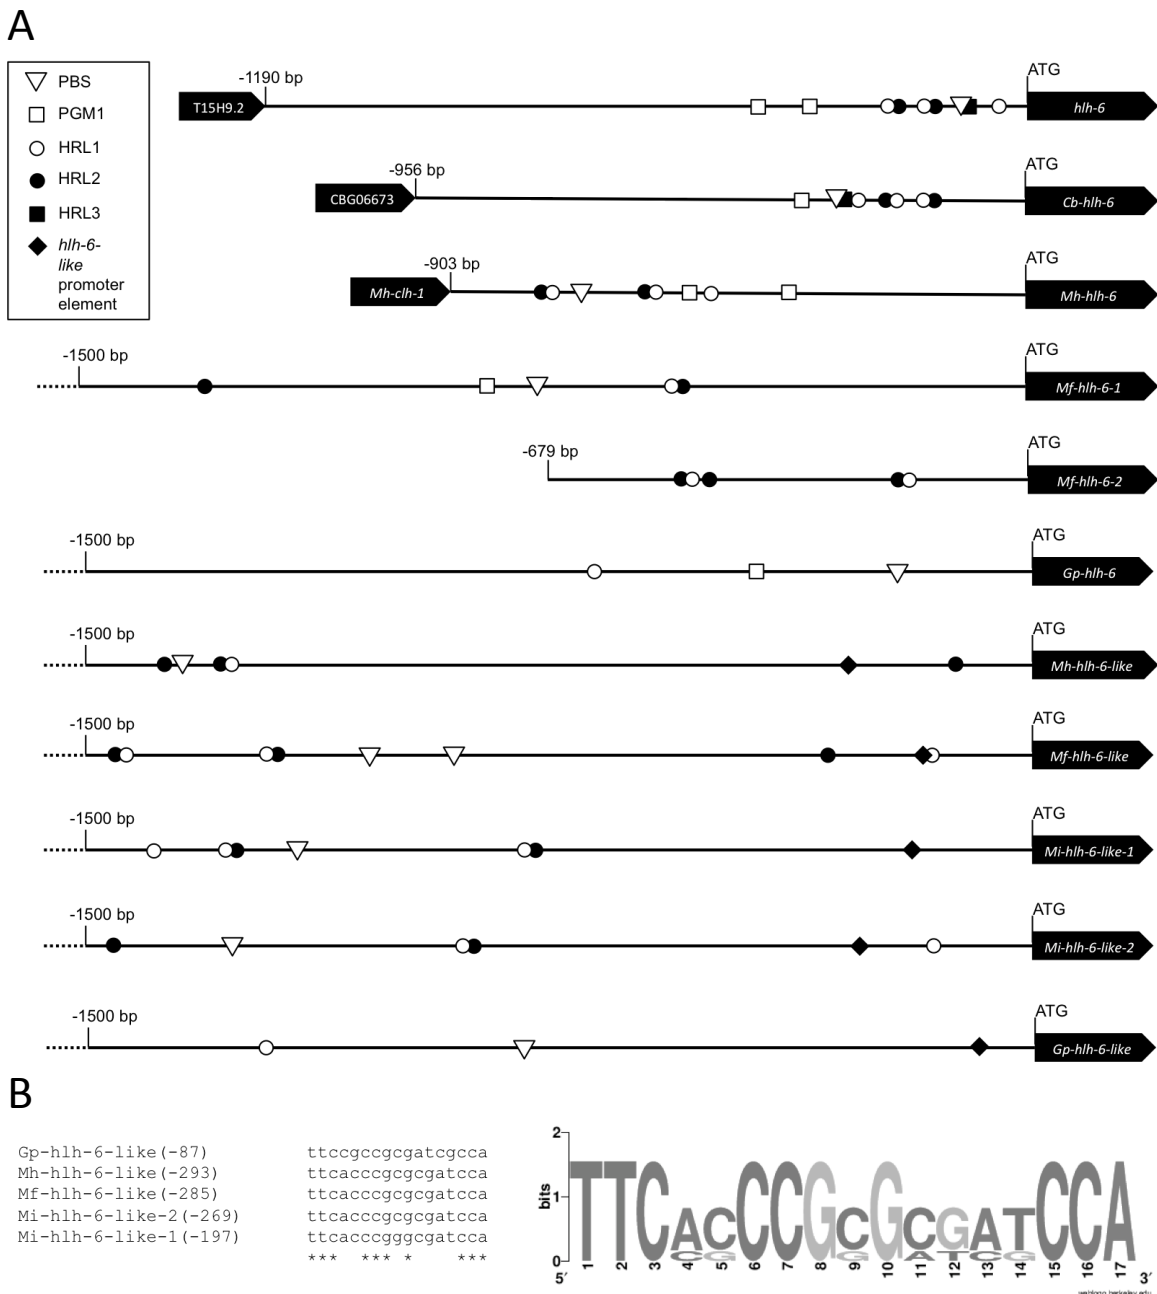 A
PBS
PGM1
HRL1
HRL2
HRL3
hlh-6-
like
promoter
element
-1190 bp
ATG
T15H9.2
hlh-6
-956 bp
ATG
CBG06673
Cb-hlh-6
-903 bp
ATG
Mh-clh-1
Mh-hlh-6
-1500 bp
ATG
Mf-hlh-6-1
-679 bp
ATG
Mf-hlh-6-2
-1500 bp
ATG
Gp-hlh-6
-1500 bp
ATG
Mh-hlh-6-like
-1500 bp
ATG
Mf-hlh-6-like
-1500 bp
ATG
Mi-hlh-6-like-1
-1500 bp
ATG
Mi-hlh-6-like-2
-1500 bp
ATG
Gp-hlh-6-like
B
Gp-hlh-6-like(-87) ttccgccgcgatcgcca
Mh-hlh-6-like(-293) ttcacccgcgcgatcca
Mf-hlh-6-like(-285) ttcacccgcgcgatcca
Mi-hlh-6-like-2(-269) ttcacccgcgcgatcca
Mi-hlh-6-like-1(-197) ttcacccgggcgatcca
*** *** * ***
2
bits
1
0
TTCACCCGCGCGATCCA
CG G ATCG
5′ 1 2 3 4 5 6 7 8 9 10 11 12 13 14 15 16 17 3′